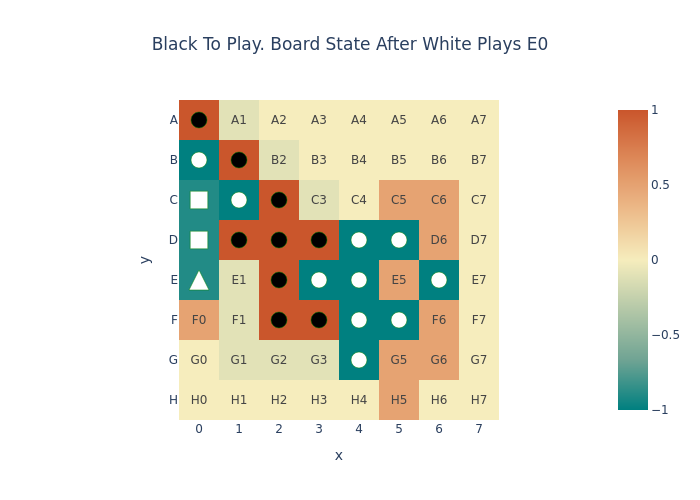 Black To Play. Board State After White Plays E0
A A1 A2 A3 A4 A5 A6 A7
B B2 B3 B4 B5 B6 B7
C C3 C4 C5 C6 C7
D D6 D7
E E1 E5 E7
F F0 F1 F6 F7
G G0 G1 G2 G3 G5 G6 G7
H H0 H1 H2 H3 H4 H5 H6 H7
0 1 2 3 4 5 6 7
x
y
1
0.5
0
−0.5
−1